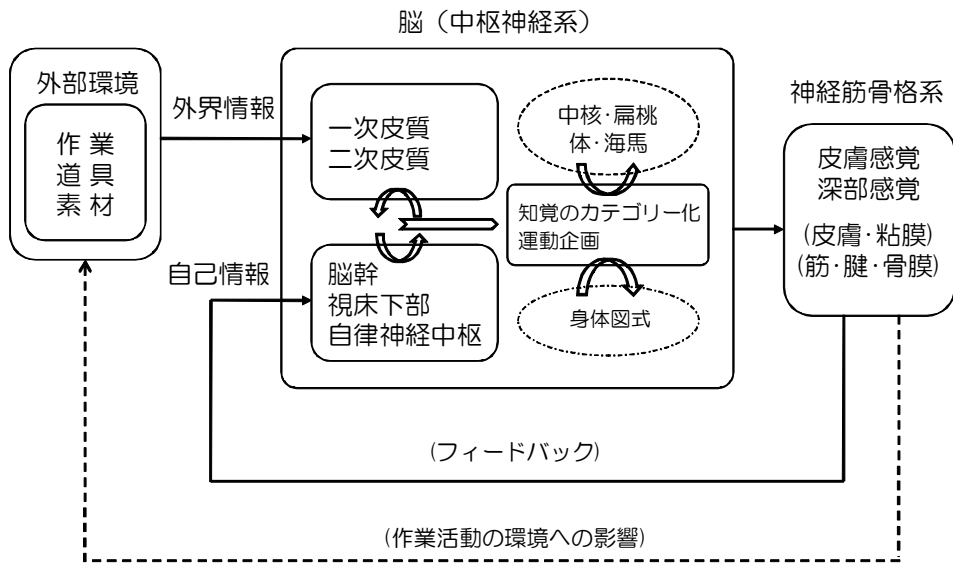 脳（中枢神経系）
外部環境
作業
道具
素材
外界情報
一次皮質
二次皮質
中核・扁桃
体・海馬
知覚のカテゴリー化
運動企画
身体図式
自己情報
脳幹
視床下部
自律神経中枢
神経筋骨格系
皮膚感覚
深部感覚
(皮膚・粘膜)
(筋・腱・骨膜)
(フィードバック)
(作業活動の環境への影響)